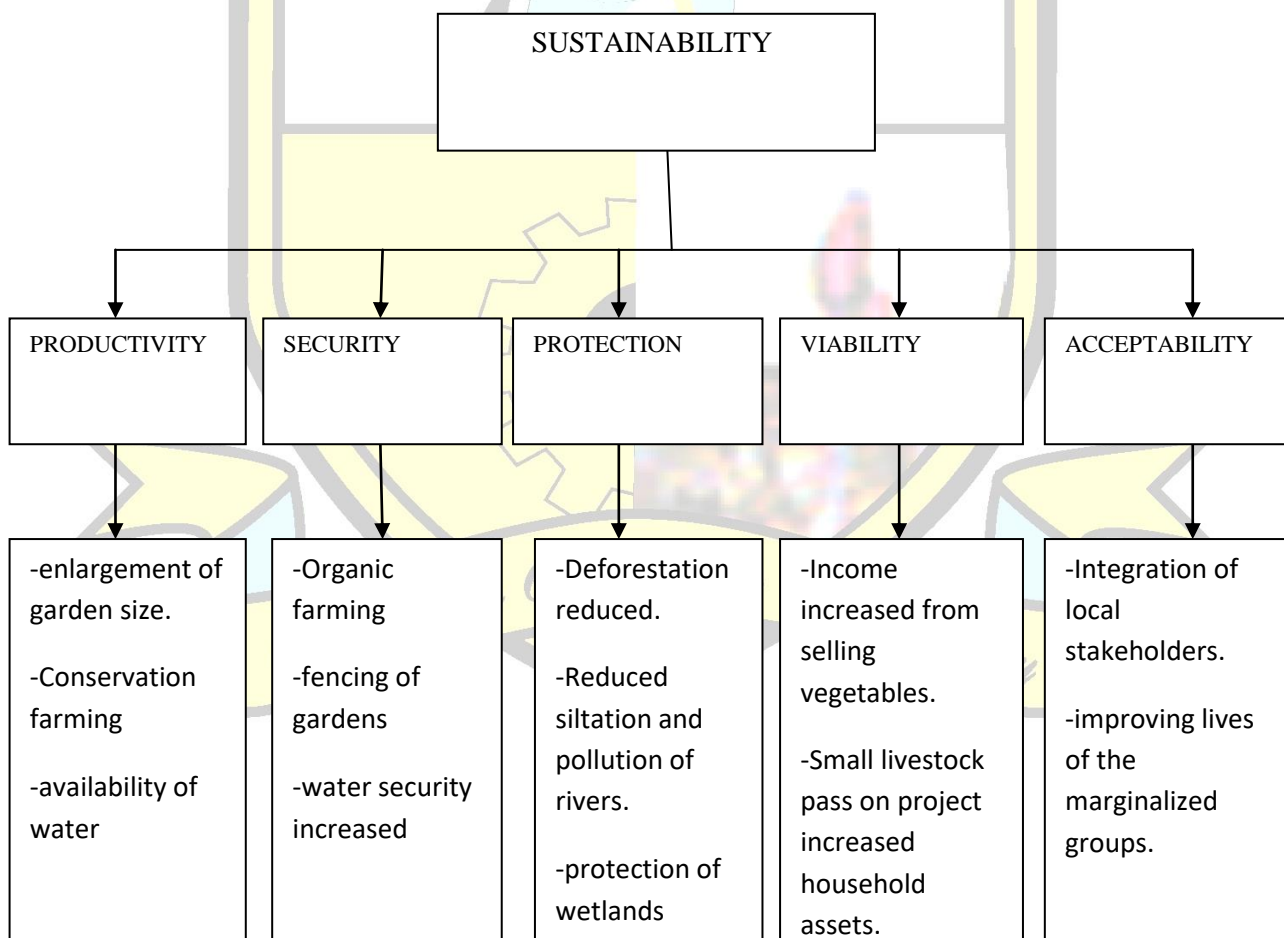 SUSTAINABILITY
PRODUCTIVITY
SECURITY
PROTECTION
VIABILITY
ACCEPTABILITY
-enlargement of
garden size.
-Conservation
farming
-availability of
water
-Organic
farming
-fencing of
gardens
-water security
increased
-Deforestation
reduced.
-Reduced
siltation and
pollution of
rivers.
-protection of
wetlands
-Income
increased from
selling
vegetables.
-Small livestock
pass on project
increased
household
assets.
-Integration of
local
stakeholders.
-improving lives
of the
marginalized
groups.